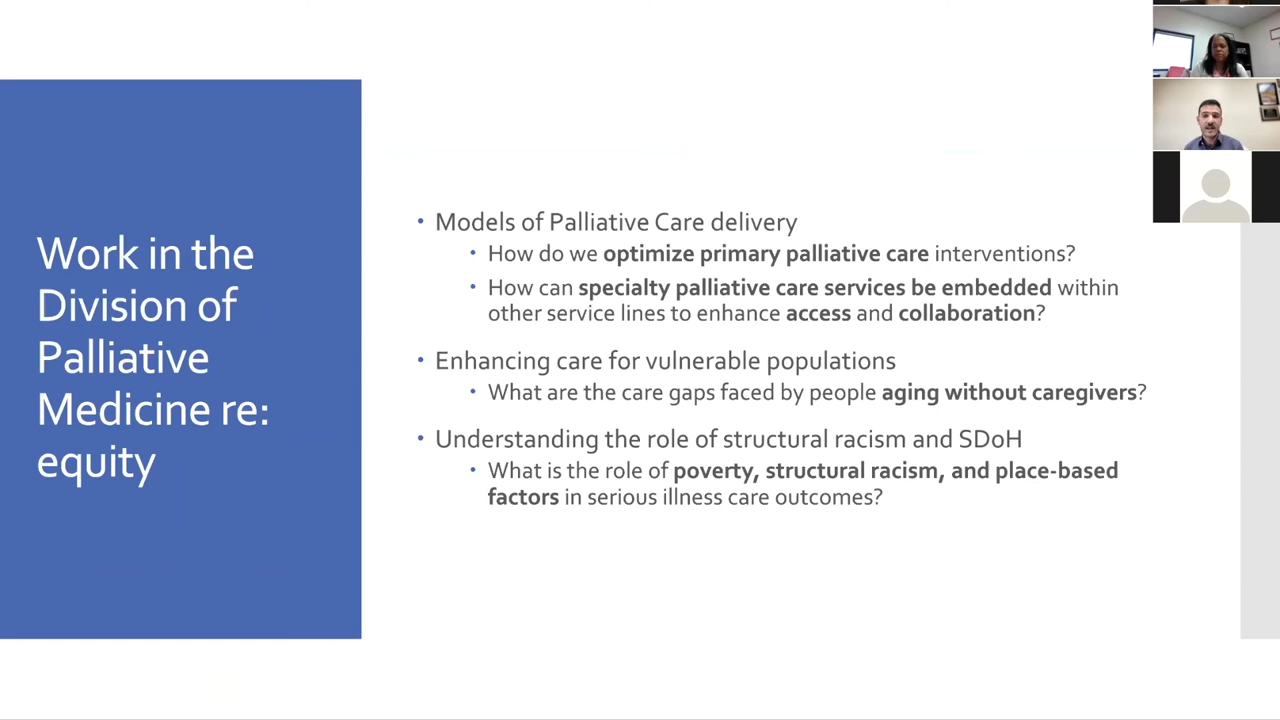 Work in the
Division of
Palliative
Medicine re:
equity
• Models of Palliative Care delivery
• How do we optimize primary palliative care interventions?
• How can specialty palliative care services be embedded within
other service lines to enhance access and collaboration?
• Enhancing care for vulnerable populations
• What are the care gaps faced by people aging without caregivers?
• Understanding the role of structural racism and SDoH
• What is the role of poverty, structural racism, and place-based
factors in serious illness care outcomes?